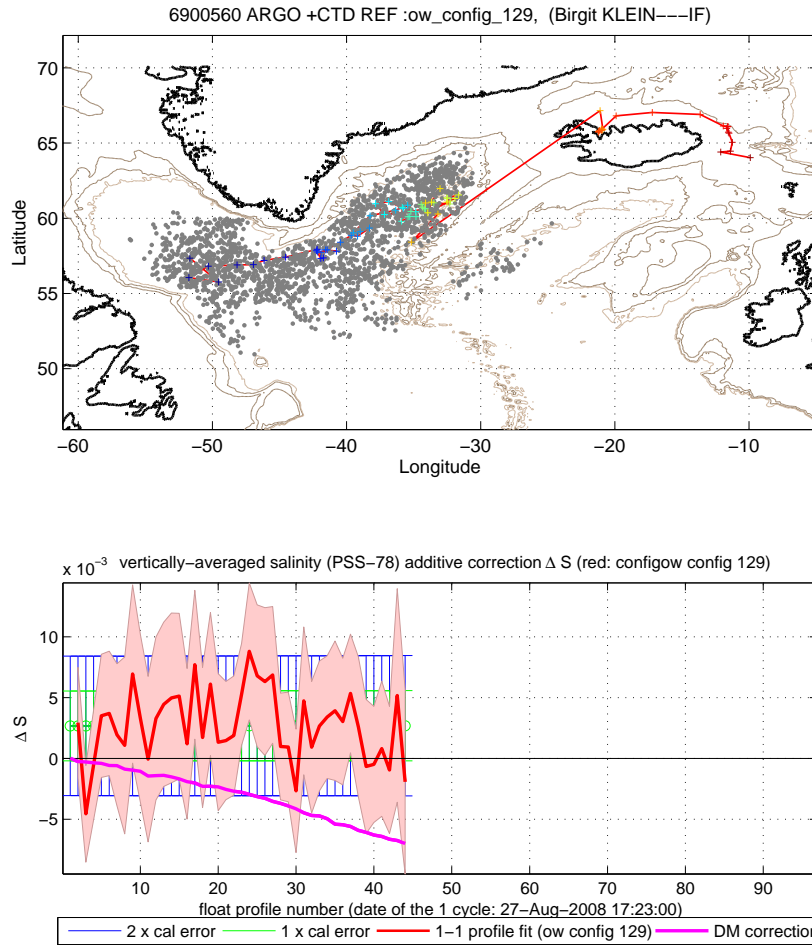 6900560 ARGO +CTD REF :ow_config_129, (Birgit KLEIN---IF)
70
65
60
55
50
Latitude
−60 −50 −40 −30 −20 −10
Longitude
x 10−3 vertically−averaged salinity (PSS−78) additive correction Δ S (red: configow config 129)
10
5
0
−5
Δ S
10 20 30 40 50 60 70 80 90
float profile number (date of the 1 cycle: 27−Aug−2008 17:23:00)
2 x cal error 1 x cal error 1−1 profile fit (ow config 129) DM correction